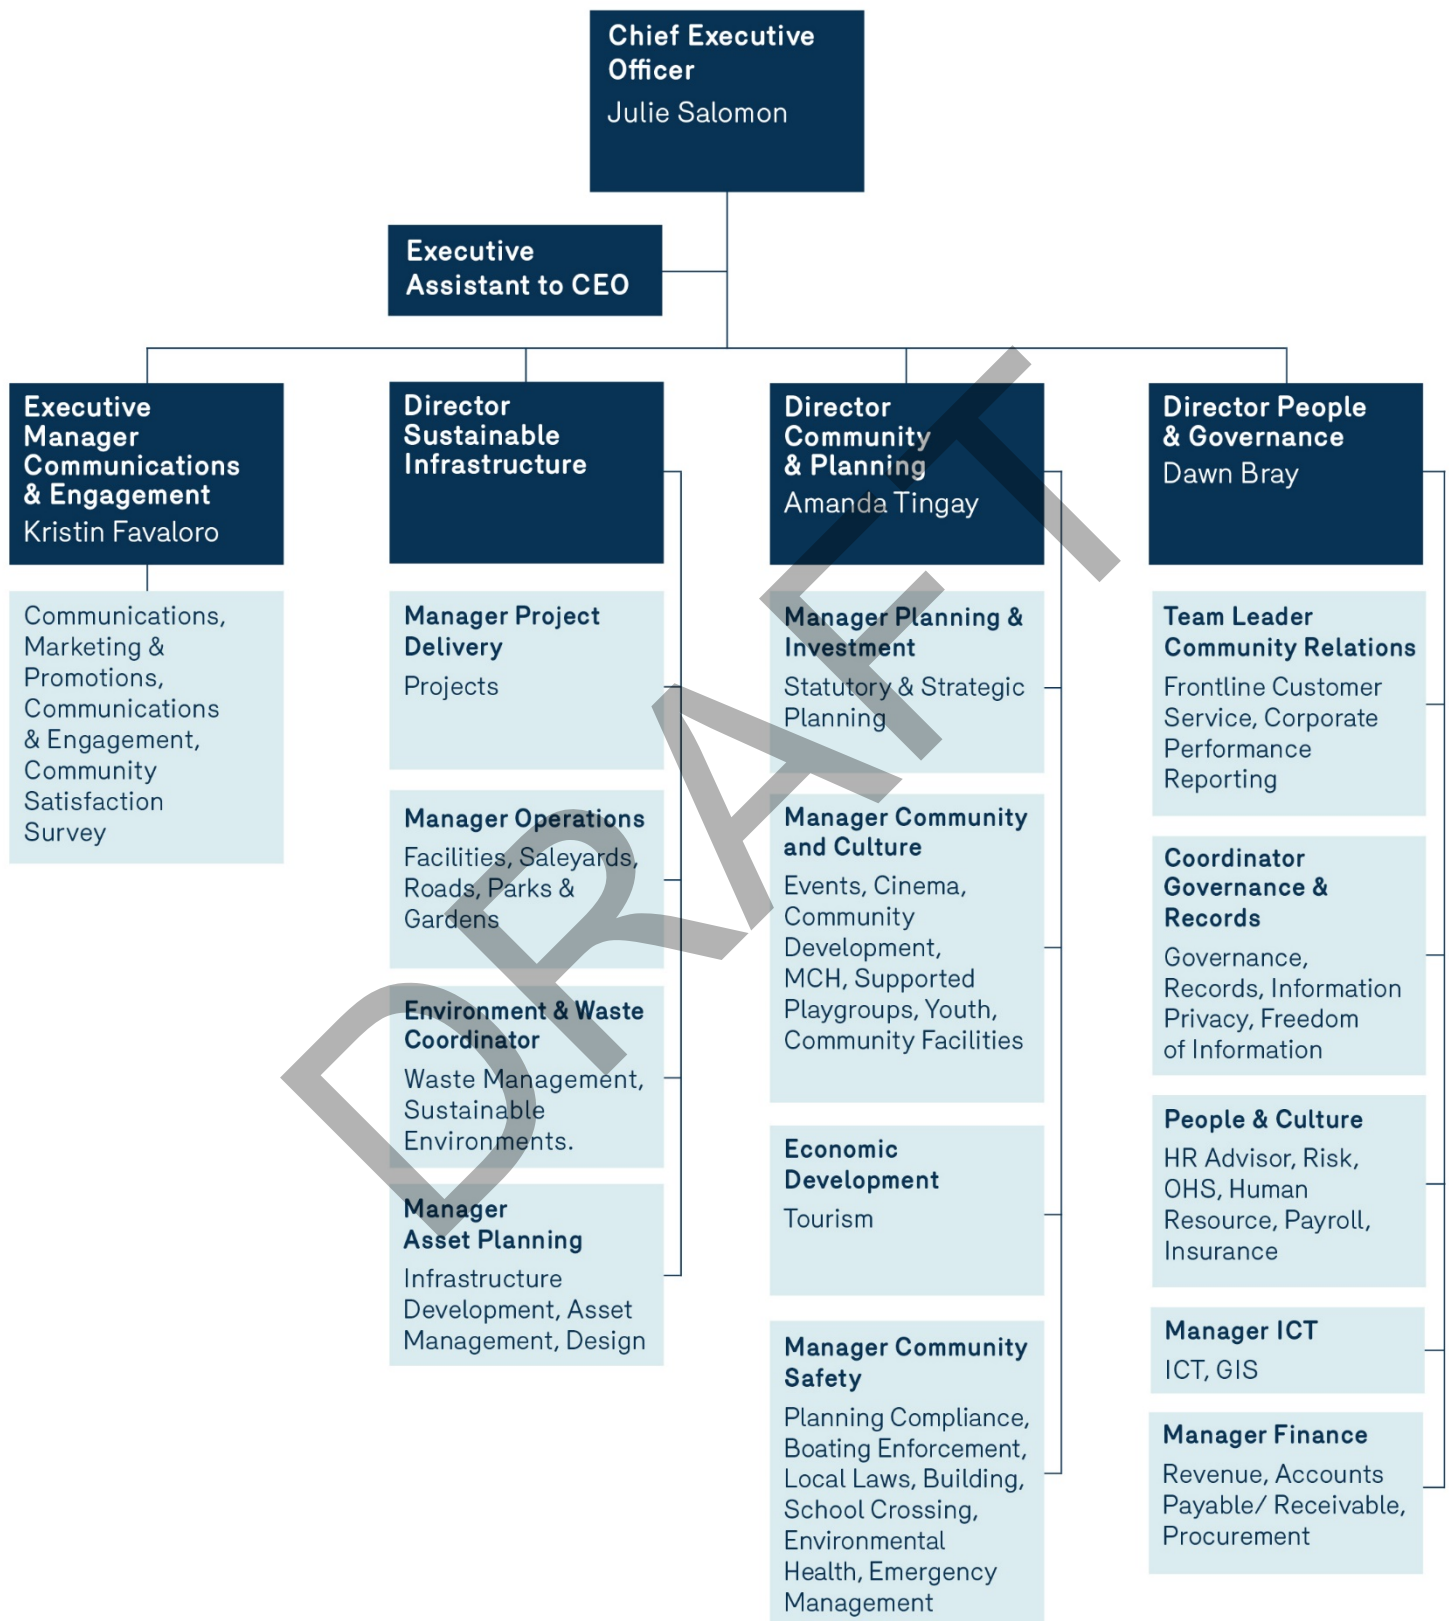 Chief Executive
Officer
Julie Salomon
Executive
Assistant to CEO
Executive
Manager
Communications
& Engagement
Kristin Favaloro
Communications,
Marketing &
Promotions,
Communications
& Engagement,
Community
Satisfaction
Survey
Director
Sustainable
Infrastructure
Manager Project
Delivery
Projects
Manager Operations
Facilities, Saleyards,
Roads, Parks &
Gardens
Environment & Waste
Coordinator
Waste Management,
Sustainable
Environments.
Manager
Asset Planning
Infrastructure
Development, Asset
Management, Design
Director
Community
& Planning
Amanda Tingay
Manager Planning &
Investment
Statutory & Strategic
Planning
Manager Community
and Culture
Events, Cinema,
Community
Development,
MCH, Supported
Playgroups, Youth,
Community Facilities
Economic
Development
Tourism
Manager Community
Safety
Planning Compliance,
Boating Enforcement,
Local Laws, Building,
School Crossing,
Environmental
Health, Emergency
Management
Director People
& Governance
Dawn Bray
Team Leader
Community Relations
Frontline Customer
Service, Corporate
Performance
Reporting
Coordinator
Governance &
Records
Governance,
Records, Information
Privacy, Freedom
of Information
People & Culture
HR Advisor, Risk,
OHS, Human
Resource, Payroll,
Insurance
Manager ICT
ICT, GIS
Manager Finance
Revenue, Accounts
Payable/ Receivable,
Procurement
DRAFT